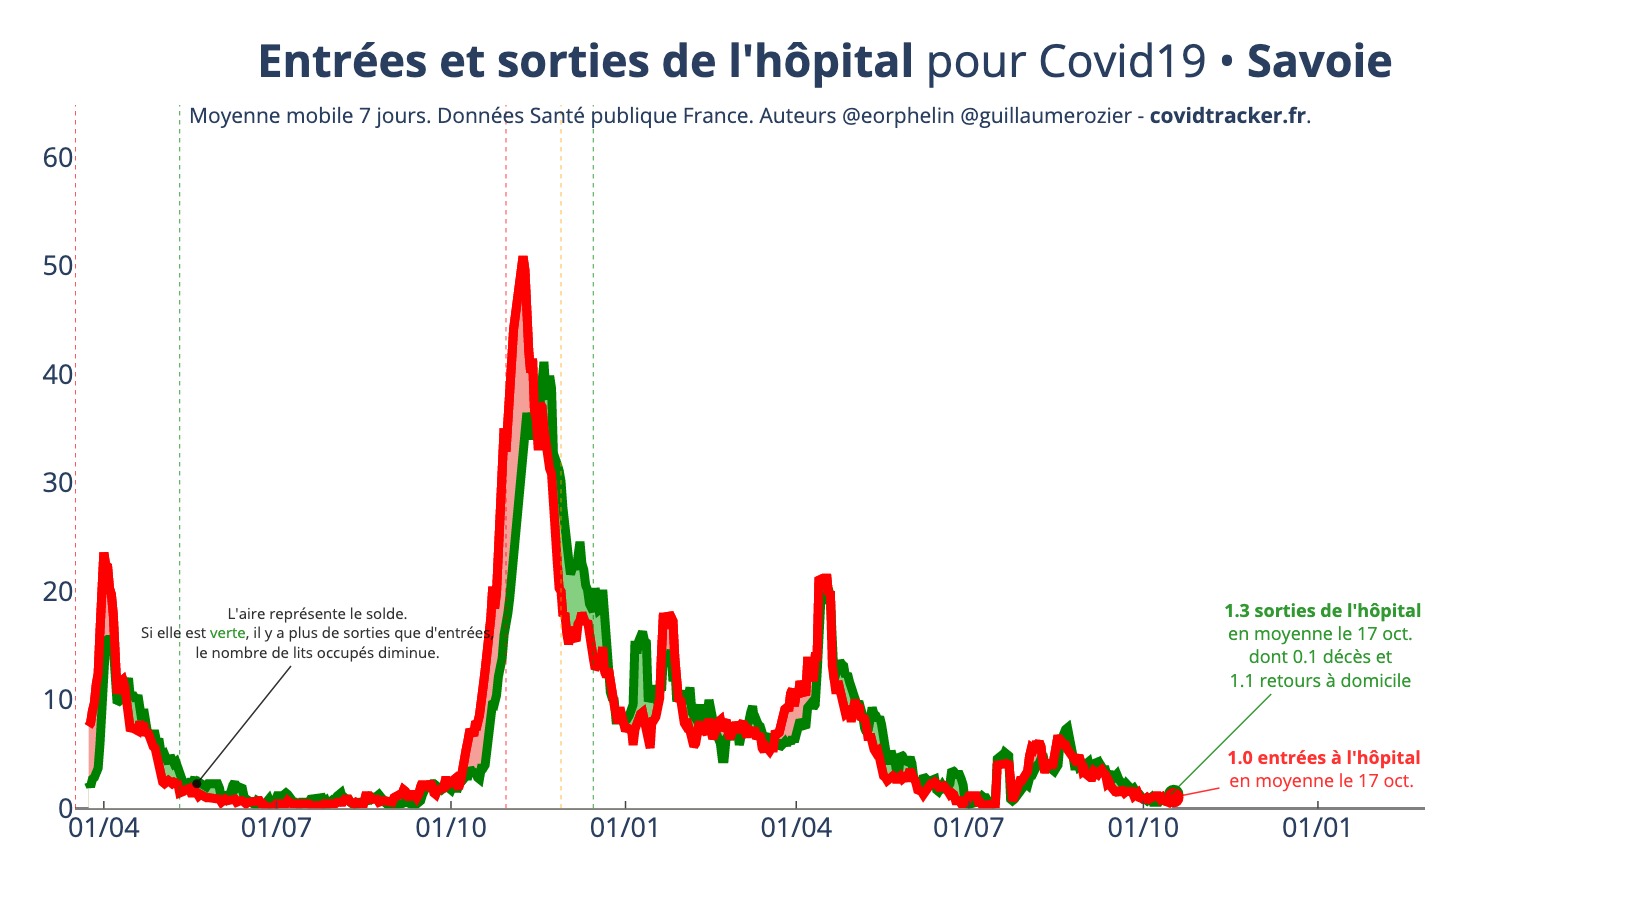 Entrées et sorties de l'hôpital pour Covid19 • Savoie
Moyenne mobile 7 jours. Données Santé publique France. Auteurs @eorphelin @guillaumerozier - covidtracker.fr.
60
50
40
30
20
10
0
L'aire représente le solde.
Si elle est verte, il y a plus de sorties que d'entrées,
le nombre de lits occupés diminue.
1.3 sorties de l'hôpital
en moyenne le 17 oct.
dont 0.1 décès et
1.1 retours à domicile
1.0 entrées à l'hôpital
en moyenne le 17 oct.
01/04
01/07
01/10
01/01
01/04
01/07
01/10
01/01